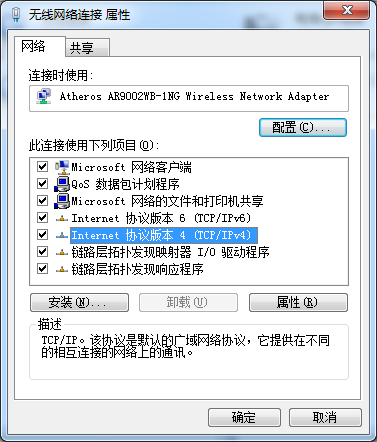 无线网络连接 属性
网络
共享
连接时使用:
Atheros AR9002WB-1NG Wireless Network Adapter
配置(C)...
此连接使用下列项目(O):
Microsoft 网络客户端
QoS 数据包计划程序
Microsoft 网络的文件和打印机共享
Internet 协议版本 6 (TCP/IPv6)
Internet 协议版本 4 (TCP/IPv4)
链路层拓扑发现映射器 I/O 驱动程序
链路层拓扑发现响应程序
安装(N)...
卸载(U)
属性(R)
描述
TCP/IP。该协议是默认的广域网络协议，它提供在不同
的相互连接的网络上的通讯。
确定
取消